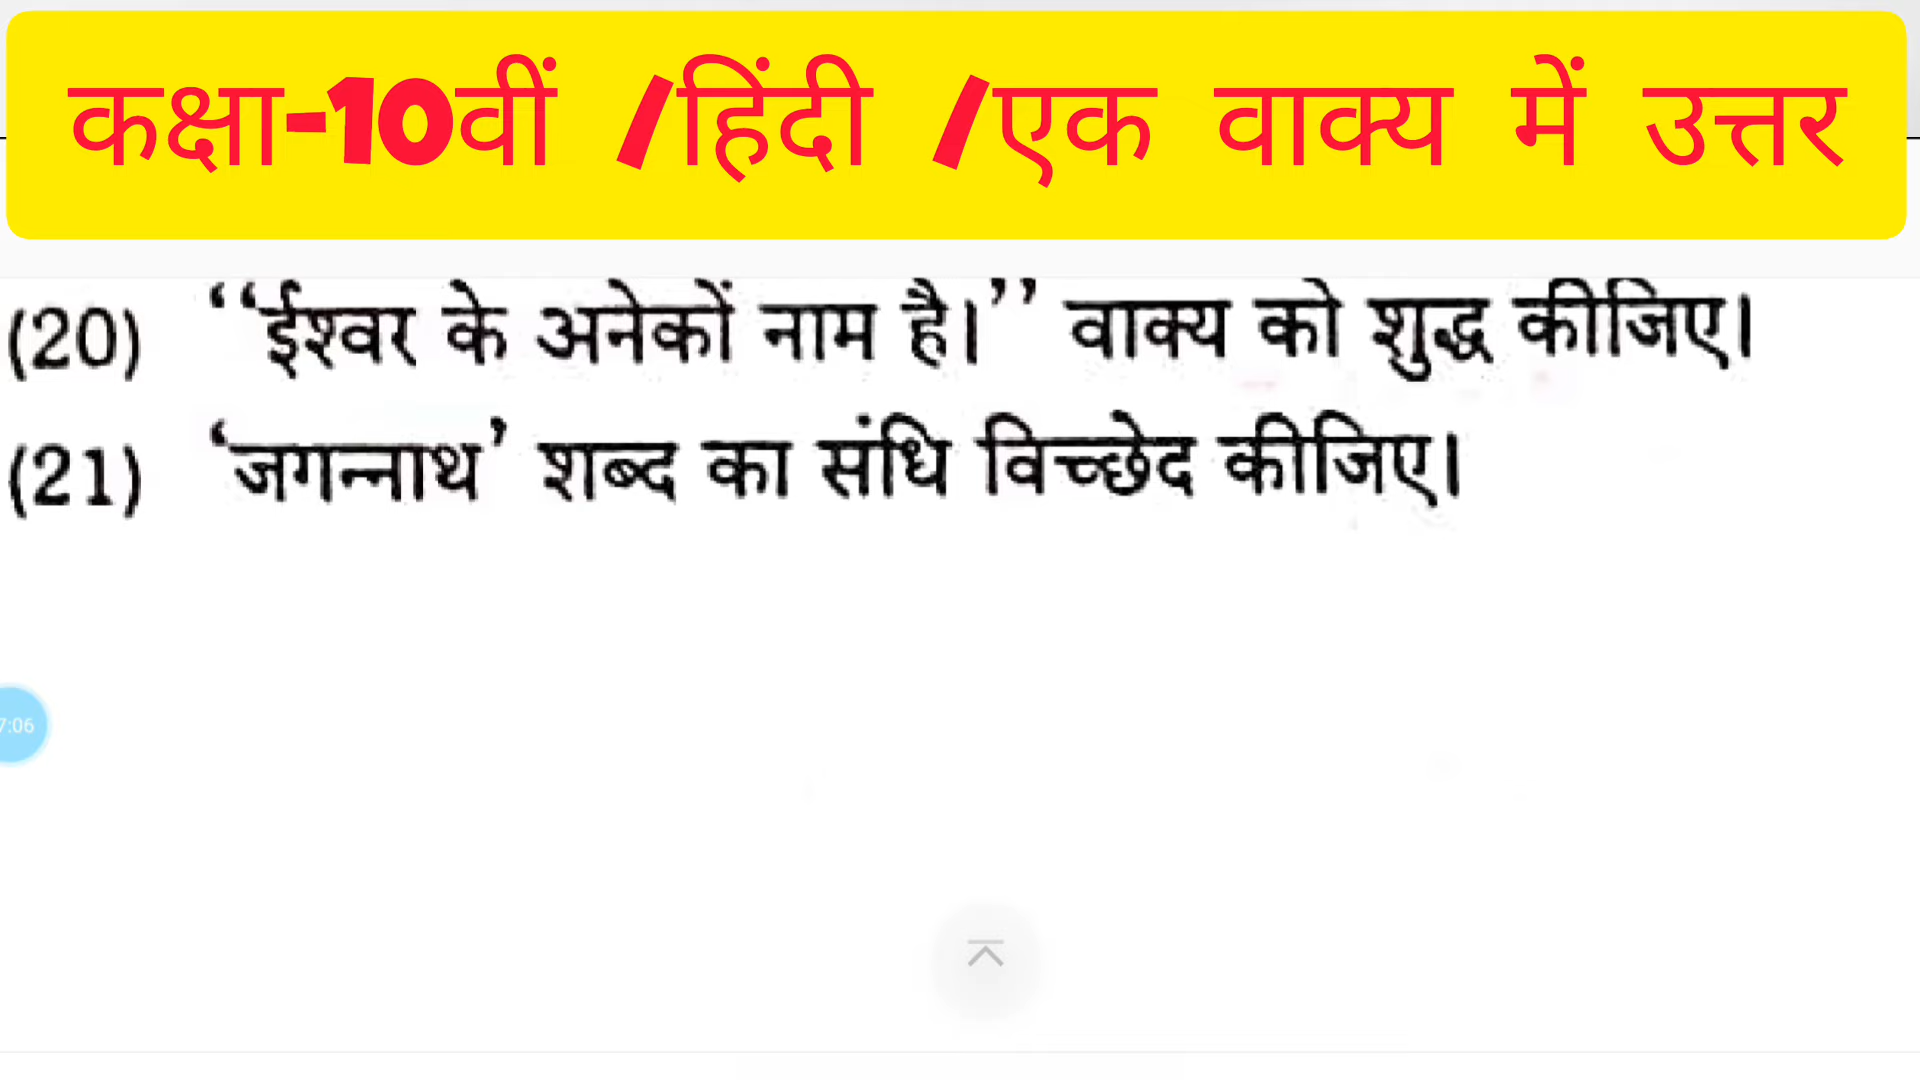 कक्षा-10वीं /हिंदी /एक वाक्य में उत्तर
(20) ‘‘ईश्वर के अनेकों नाम है।’’ वाक्य को शुद्ध कीजिए।
(21) ‘जगन्नाथ’ शब्द का संधि विच्छेद कीजिए।
7:06